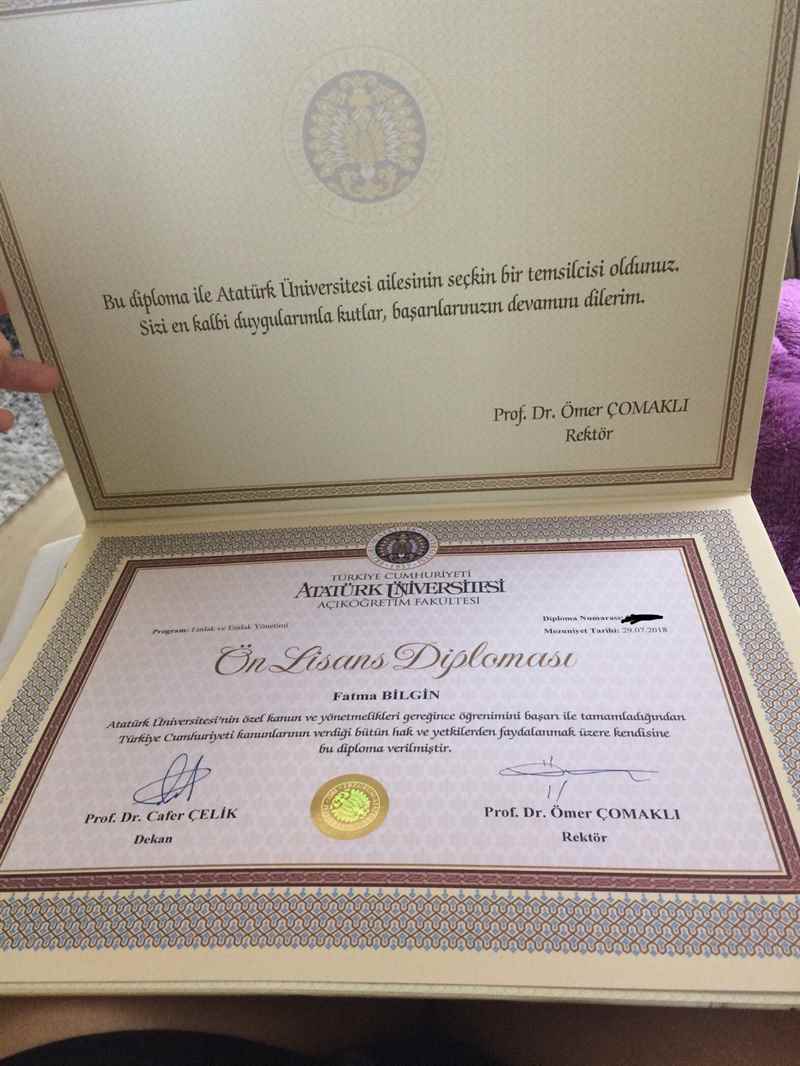 Bu diploma ile Atatürk Üniversitesi ailesinin seçkin bir temsilcisi oldunuz.
Sizi en kalbi duygularımla kutlar, başarılarınızın devamını dilerim.
Prof. Dr. Ömer ÇOMAKLI
Rektör
TÜRKİYE CUMHURİYETİ
ATATÜRK ÜNİVERSİTESİ
AÇIKÖĞRETİM FAKÜLTESİ
Program: Emlak ve Emlak Yönetimi
Diploma Numarası:
Mezuniyet Tarihi: 29.07.2018
Ön Lisans Diploması
Fatma BİLGİN
Atatürk Üniversitesi'nin özel kanun ve yönetmelikleri gereğince öğrenimini başarı ile tamamladığından
Türkiye Cumhuriyeti kanunlarının verdiği bütün hak ve yetkilerden faydalanmak üzere kendisine
bu diploma verilmiştir.
Prof. Dr. Cafer ÇELİK
Dekan
Prof. Dr. Ömer ÇOMAKLI
Rektör